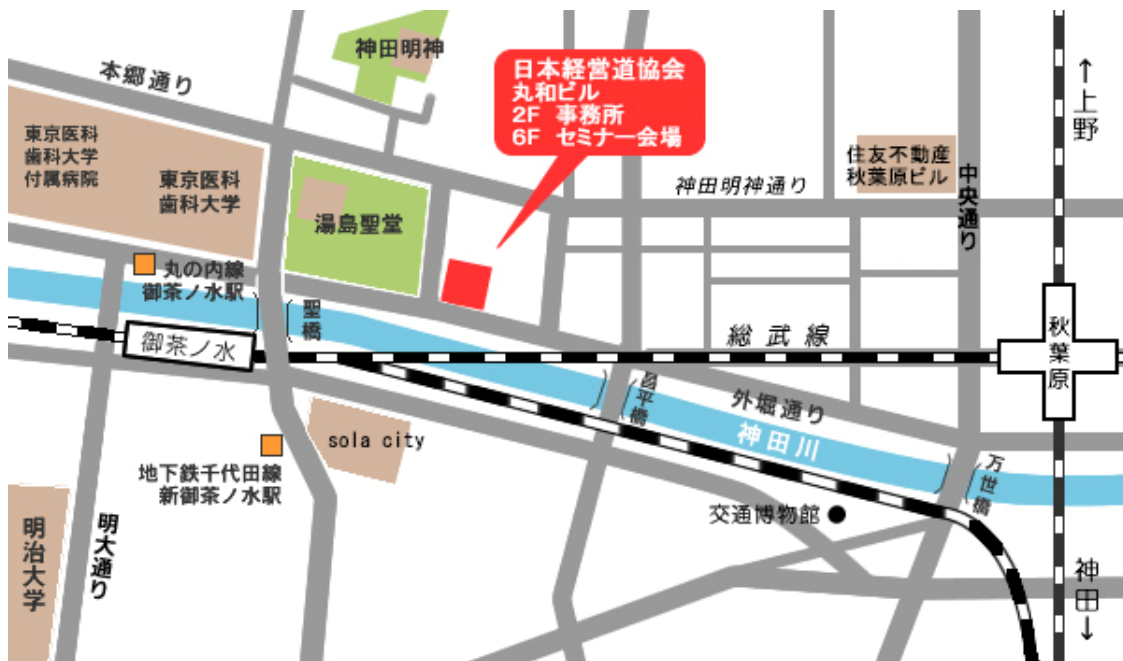 神田明神
本郷通り
日本経営道協会
丸和ビル
2F 事務所
6F セミナー会場
↑上野
東京医科
歯科大学
付属病院
東京医科
歯科大学
湯島聖堂
神田明神通り
住友不動産
秋葉原ビル
中央通り
丸の内線
御茶ノ水駅
聖橋
御茶ノ水
総武線
秋葉原
昌平橋
外堀通り
神田川
万世橋
sola city
地下鉄千代田線
新御茶ノ水駅
交通博物館
明治大学
明大通り
神田↓